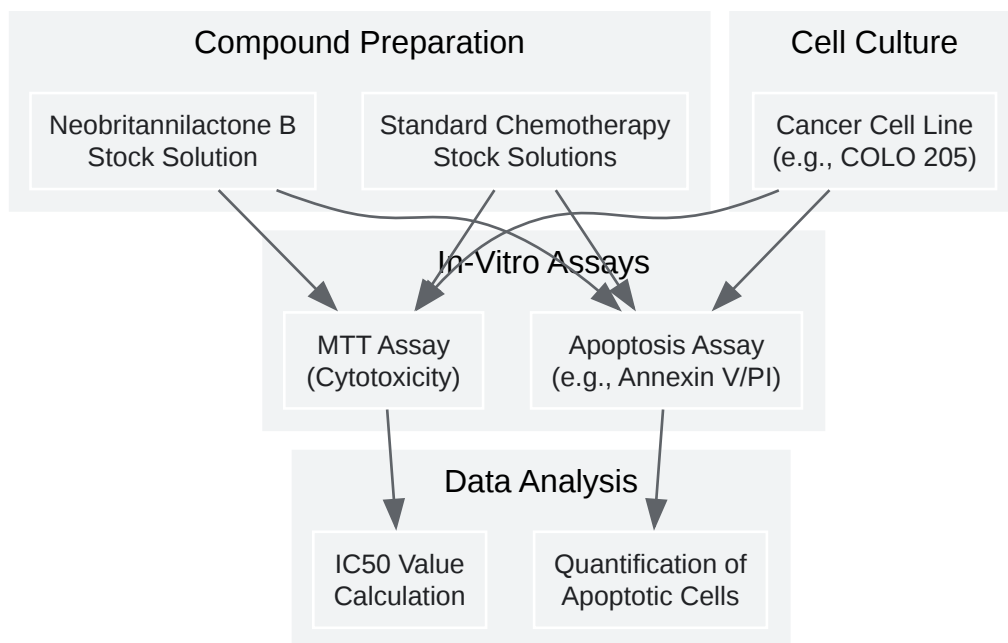 Compound Preparation
Cell Culture
Neobritannilactone B
Stock Solution
Standard Chemotherapy
Stock Solutions
Cancer Cell Line
(e.g., COLO 205)
In-Vitro Assays
MTT Assay
(Cytotoxicity)
Apoptosis Assay
(e.g., Annexin V/PI)
Data Analysis
IC50 Value
Calculation
Quantification of
Apoptotic Cells